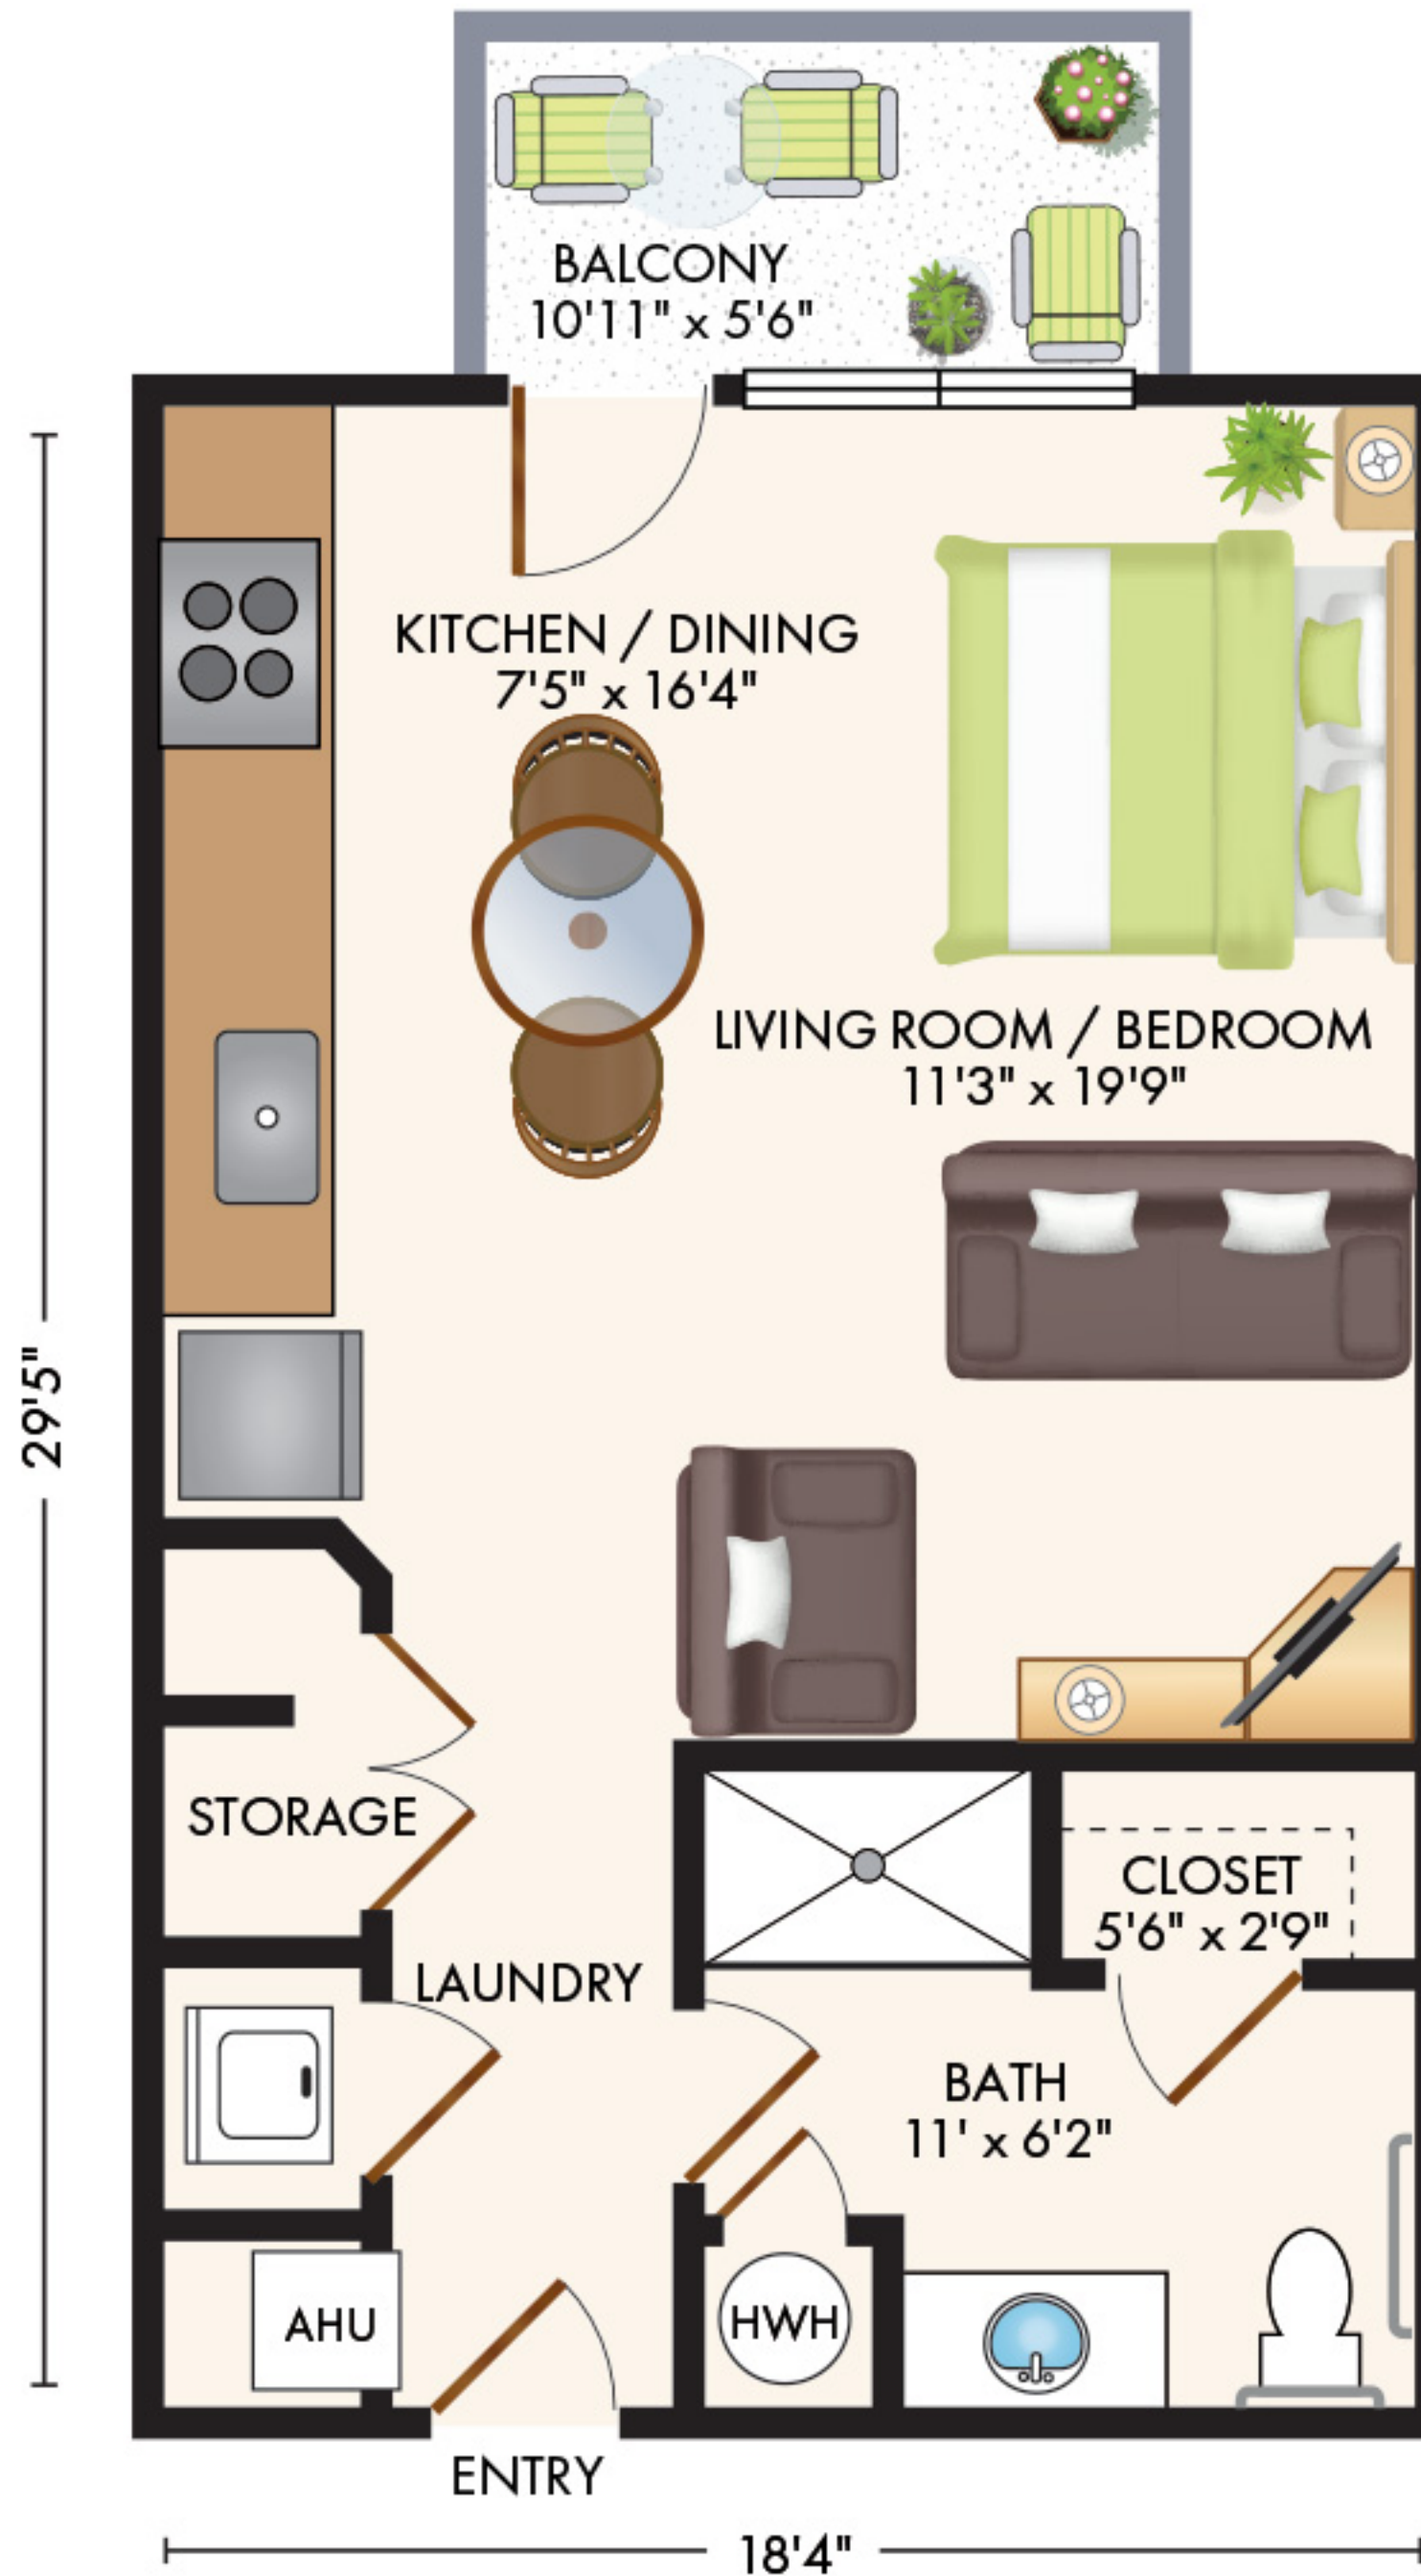 BALCONY
10'11" x 5'6"
KITCHEN / DINING
7'5" x 16'4"
LIVING ROOM / BEDROOM
11'3" x 19'9"
29'5"
STORAGE
CLOSET
5'6" x 2'9"
LAUNDRY
BATH
11' x 6'2"
AHU
HWH
ENTRY
18'4"